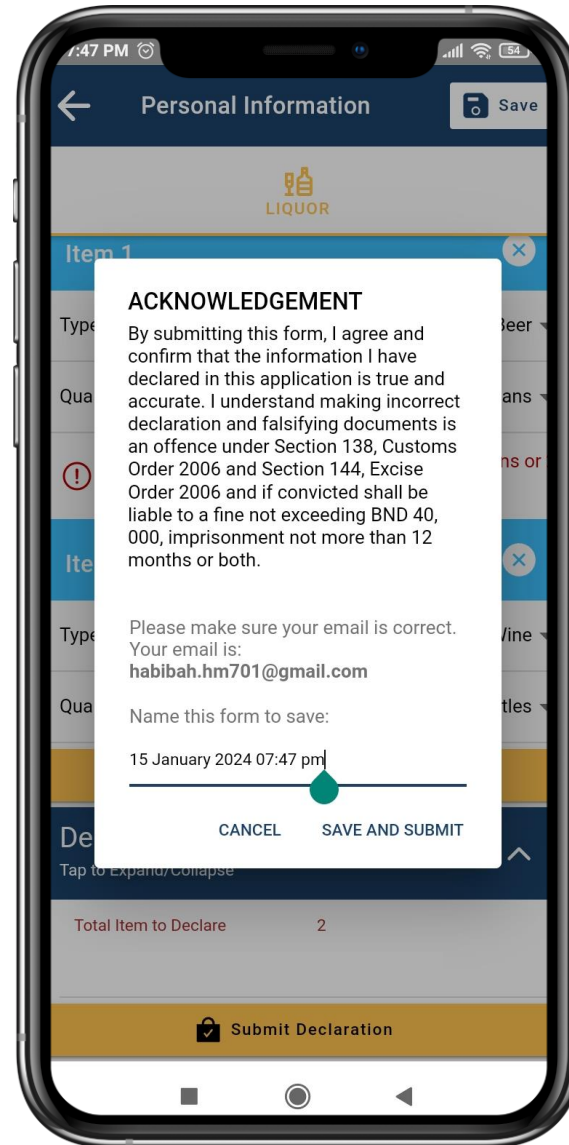 7:47 PM 54
Personal Information Save
LIQUOR
Item 1
ACKNOWLEDGEMENT
By submitting this form, I agree and
confirm that the information I have
declared in this application is true and
accurate. I understand making incorrect
declaration and falsifying documents is
an offence under Section 138, Customs
Order 2006 and Section 144, Excise
Order 2006 and if convicted shall be
liable to a fine not exceeding BND 40,
000, imprisonment not more than 12
months or both.
Please make sure your email is correct.
Your email is:
habibah.hm701@gmail.com
Name this form to save:
15 January 2024 07:47 pm
CANCEL SAVE AND SUBMIT
Type Beer
Qua ans
ns or
Ite
Type Wine
Qua tles
De
Tap to Expand/Collapse
Total Item to Declare 2
Submit Declaration